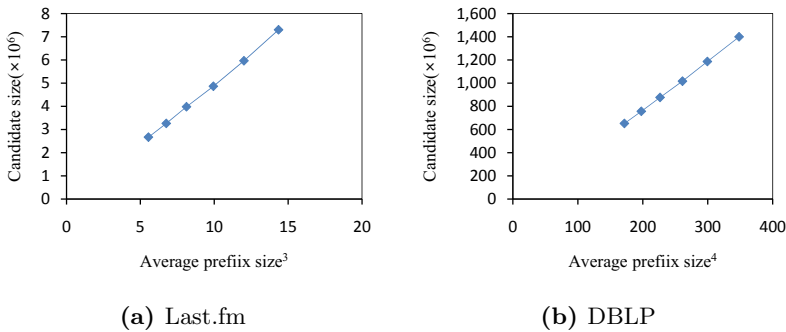 8
7
6
5
4
3
2
1
0
Candidate size(×10⁶)
0 5 10 15 20
Average prefiix size³
(a) Last.fm
1,600
1,400
1,200
1,000
800
600
400
200
0
Candidate size(×10⁶)
0 100 200 300 400
Average prefiix size⁴
(b) DBLP